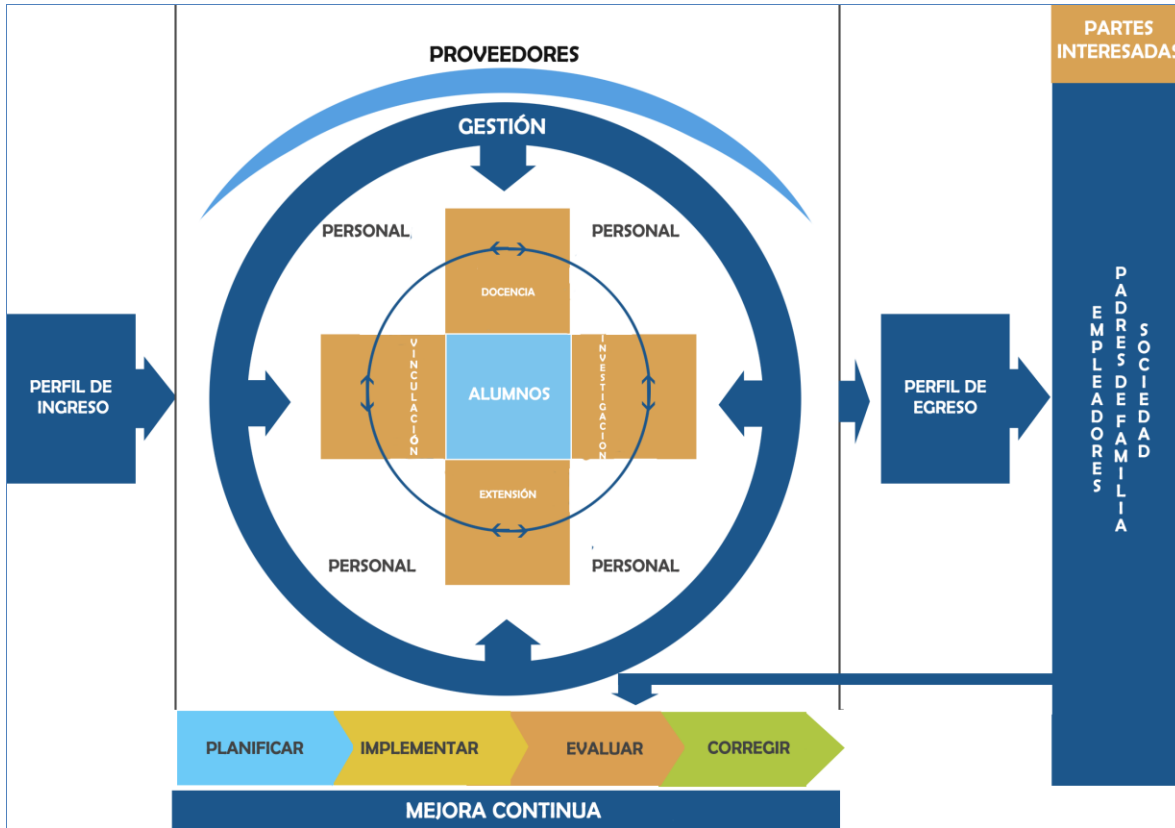 PROVEEDORES
PARTES
INTERESADAS
GESTIÓN
PERSONAL
PERSONAL
DOCENCIA
PERFIL DE
INGRESO
VINCULACIÓN
ALUMNOS
INVESTIGACION
PERFIL DE
EGRESO
EMPLEADORES
PADRES DE FAMILIA
SOCIEDAD
EXTENSIÓN
PERSONAL
PERSONAL
PLANIFICAR
IMPLEMENTAR
EVALUAR
CORREGIR
MEJORA CONTINUA